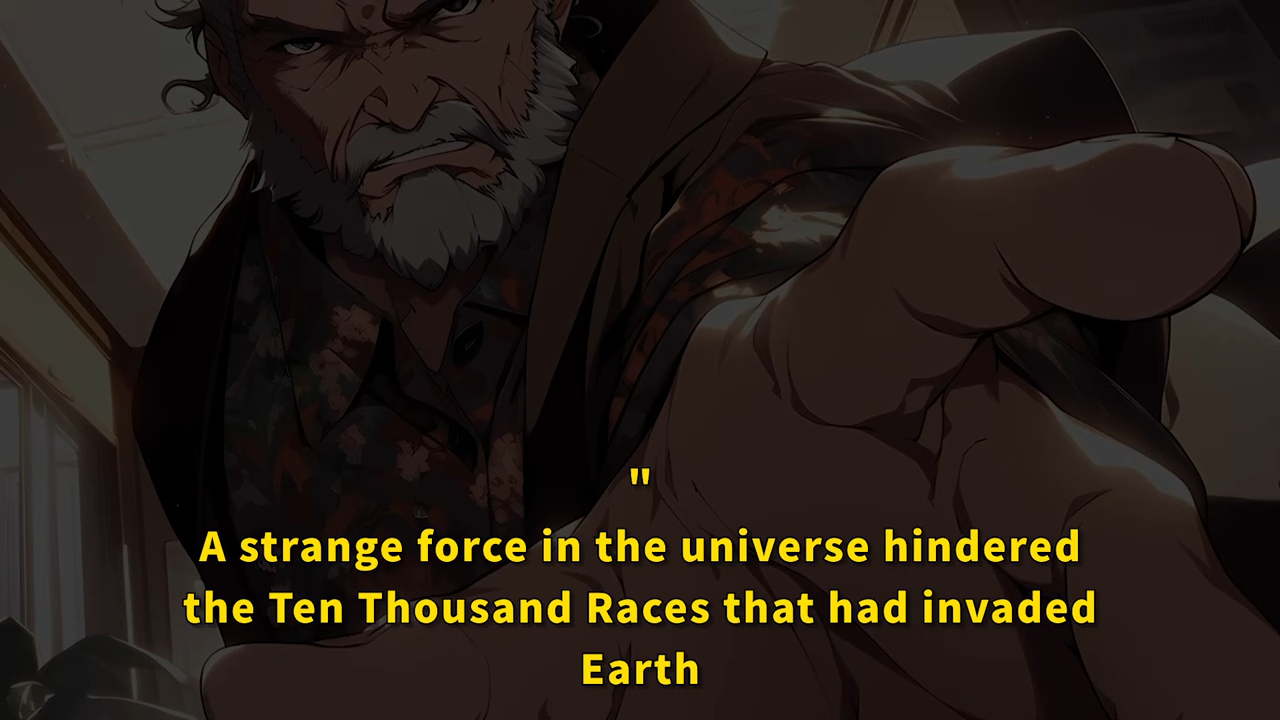 "
A strange force in the universe hindered
the Ten Thousand Races that had invaded
Earth